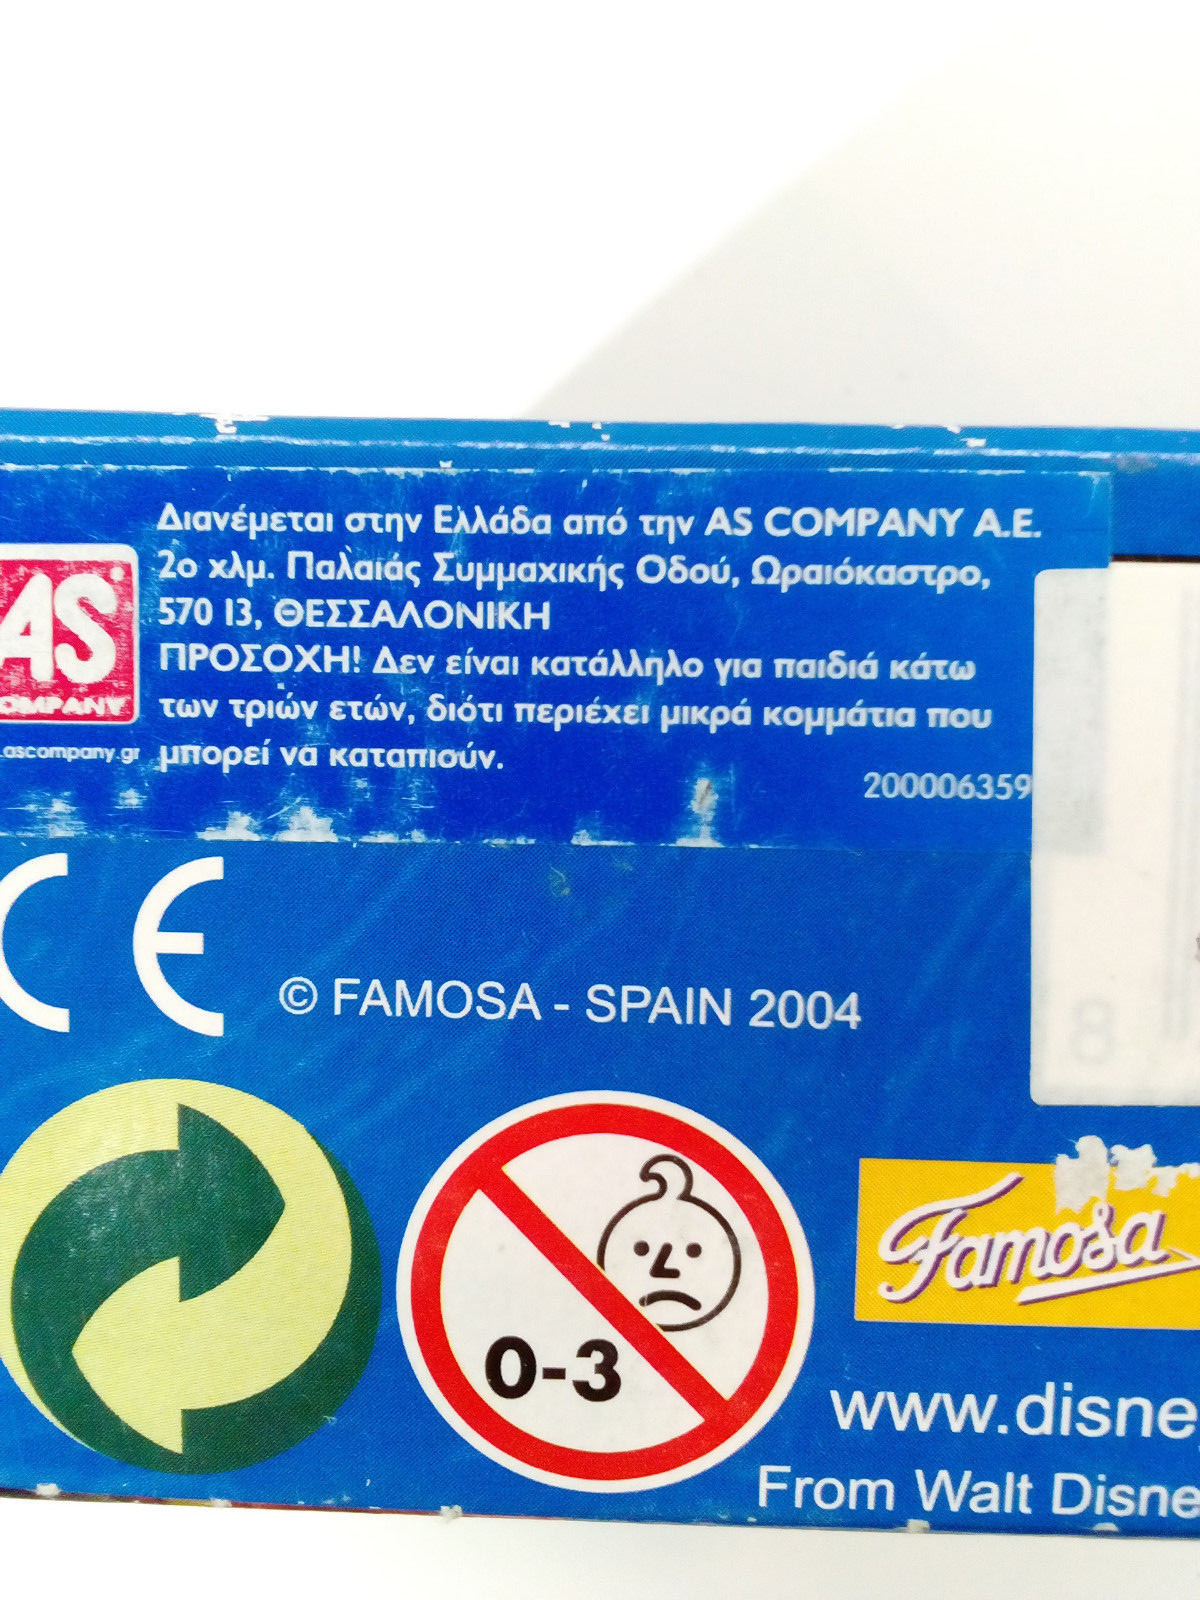 Διανέμεται στην Ελλάδα από την AS COMPANY A.E.
2ο χλμ. Παλαιάς Συμμαχικής Οδού, Ωραιόκαστρο,
570 13, ΘΕΣΣΑΛΟΝΙΚΗ
ΠΡΟΣΟΧΗ! Δεν είναι κατάλληλο για παιδιά κάτω
των τριών ετών, διότι περιέχει μικρά κομμάτια που
μπορεί να καταπιούν.
AS
COMPANY
.ascompany.gr
200006359
CE
© FAMOSA - SPAIN 2004
8
0-3
Famosa
www.disne
From Walt Disne